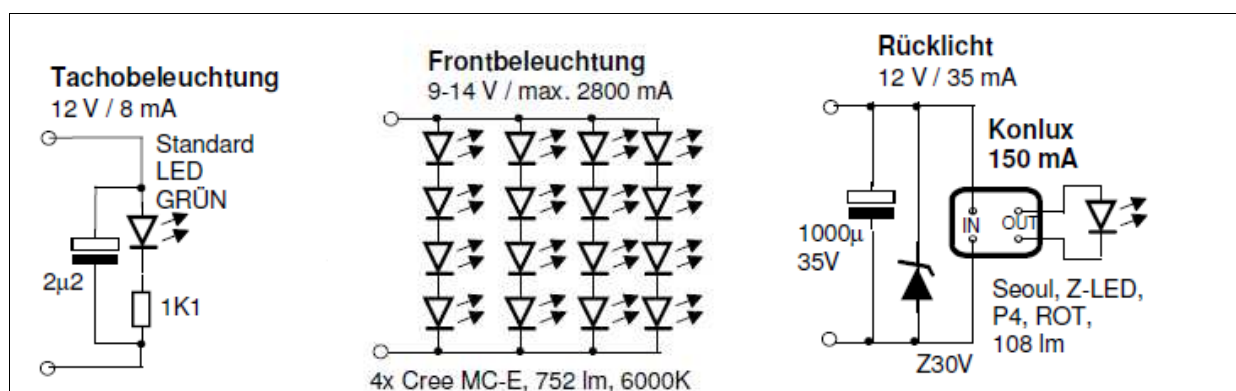 Tachobeleuchtung
12 V / 8 mA
Standard
LED
GRÜN
2µ2
1K1
Frontbeleuchtung
9-14 V / max. 2800 mA
4x Cree MC-E, 752 lm, 6000K
Rücklicht
12 V / 35 mA
Konlux
150 mA
IN
OUT
1000µ
35V
Z30V
Seoul, Z-LED,
P4, ROT,
108 lm